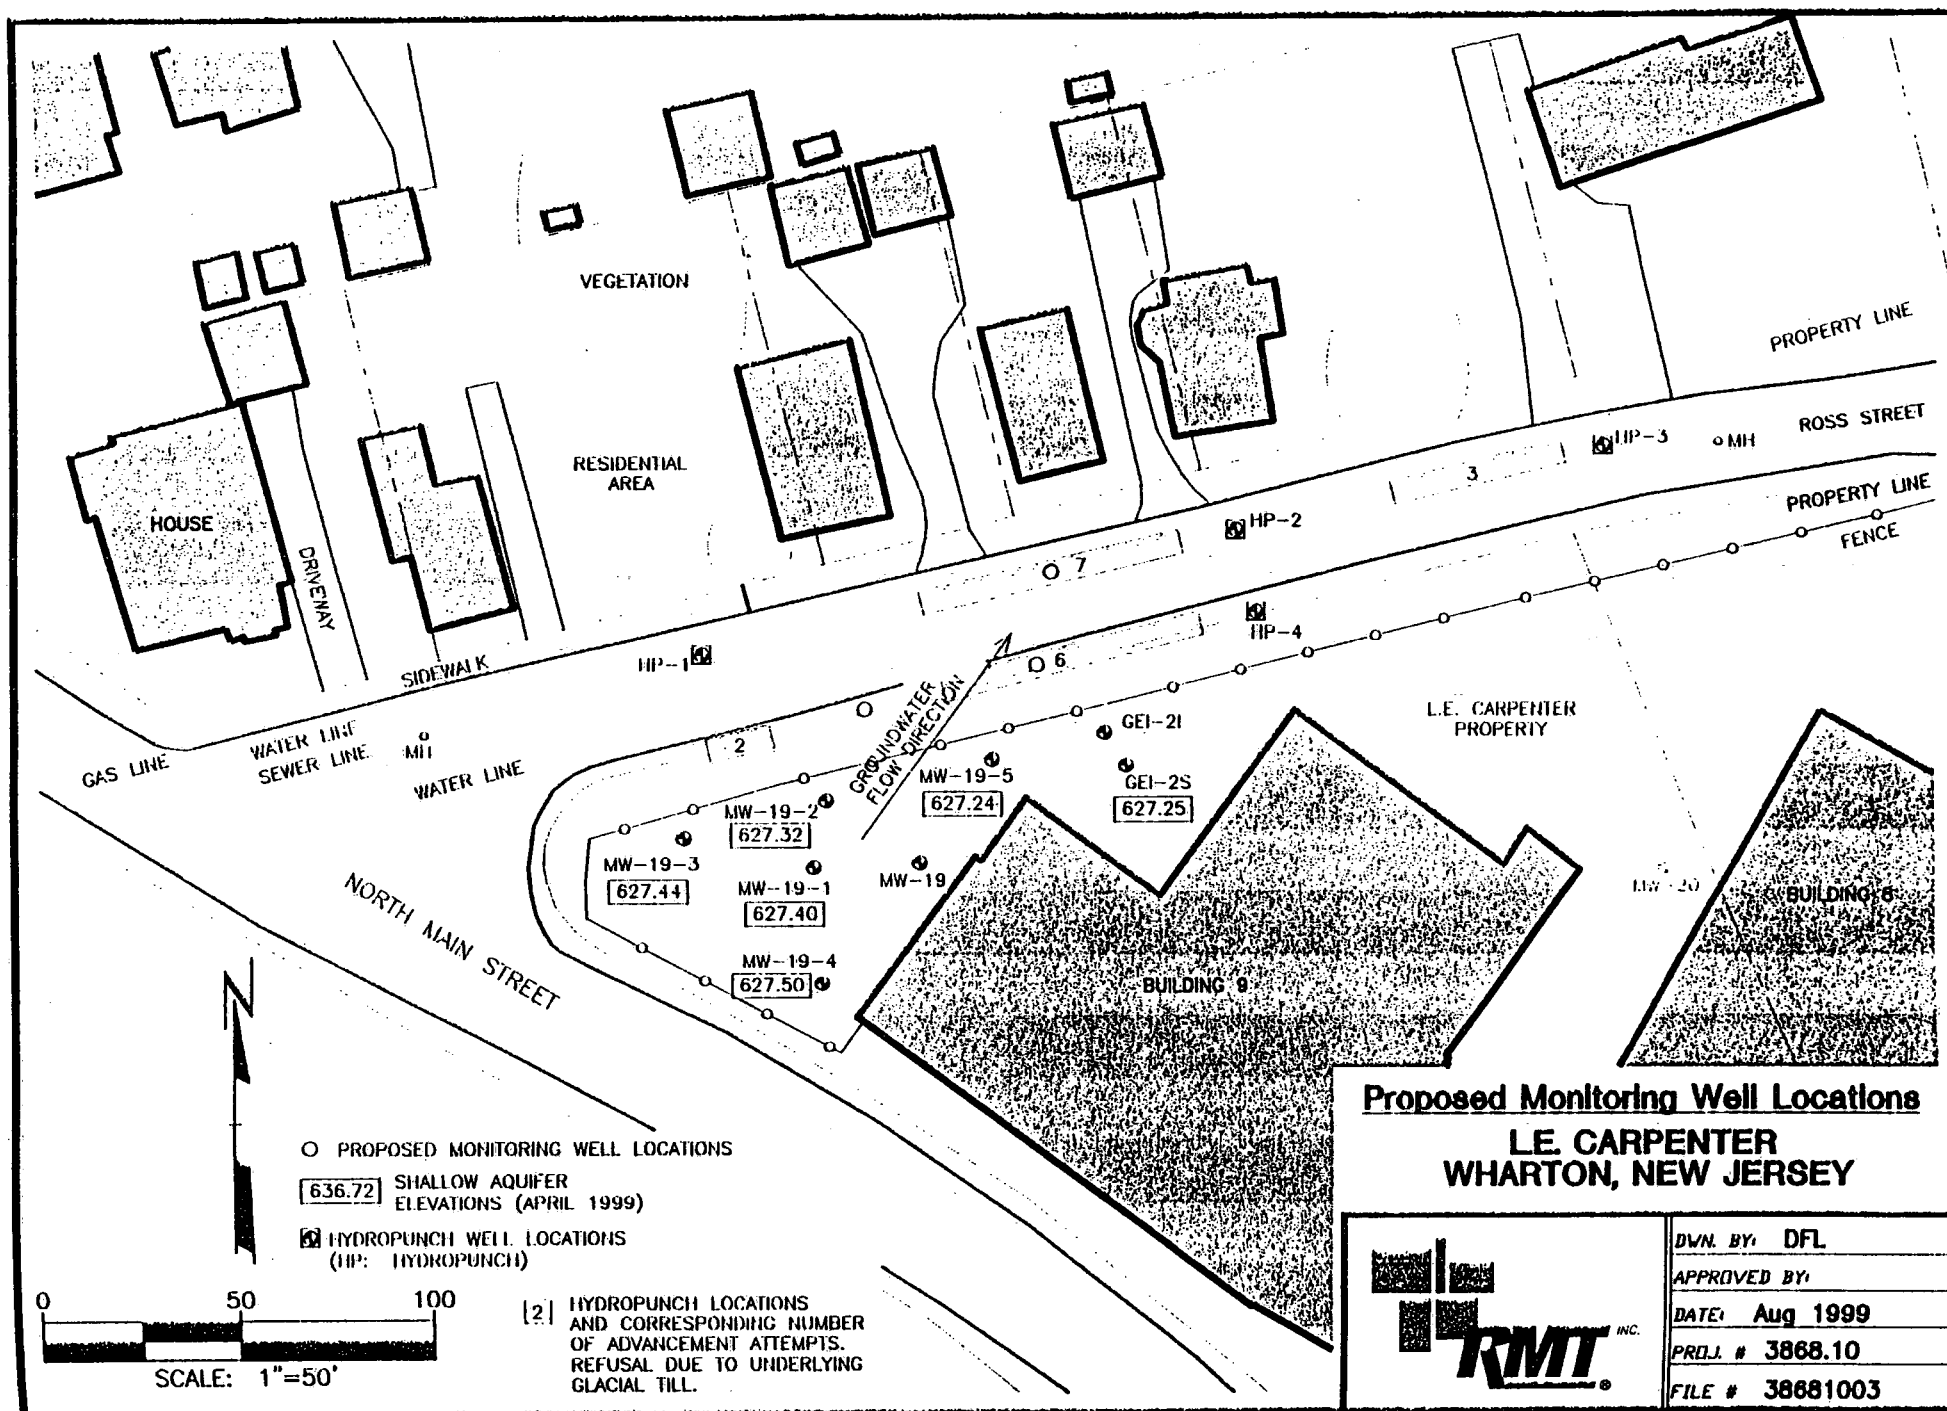 VEGETATION
PROPERTY LINE
ROSS STREET
HP-3
MH
3
RESIDENTIAL
AREA
PROPERTY LINE
FENCE
HOUSE
DRIVEWAY
HP-2
7
HP-4
HP-1
6
SIDEWALK
GROUNDWATER
FLOW DIRECTION
GEI-2I
L.E. CARPENTER
PROPERTY
WATER LINE
SEWER LINE
MH
GAS LINE
WATER LINE
2
MW-19-5
627.24
GEI-2S
627.25
MW-19-2
627.32
MW-19-3
627.44
MW-19-1
627.40
MW-19
MW-20
BUILDING 8
NORTH MAIN STREET
MW-19-4
627.50
BUILDING 9
N
Proposed Monitoring Well Locations
L.E. CARPENTER
WHARTON, NEW JERSEY
O PROPOSED MONITORING WELL LOCATIONS
636.72 SHALLOW AQUIFER
ELEVATIONS (APRIL 1999)
HYDROPUNCH WELL LOCATIONS
(HP: HYDROPUNCH)
0 50 100
SCALE: 1"=50'
[2] HYDROPUNCH LOCATIONS
AND CORRESPONDING NUMBER
OF ADVANCEMENT ATTEMPTS.
REFUSAL DUE TO UNDERLYING
GLACIAL TILL.
RMT INC.
®
DWN. BY: DFL
APPROVED BY:
DATE: Aug 1999
PROJ. # 3868.10
FILE # 38681003